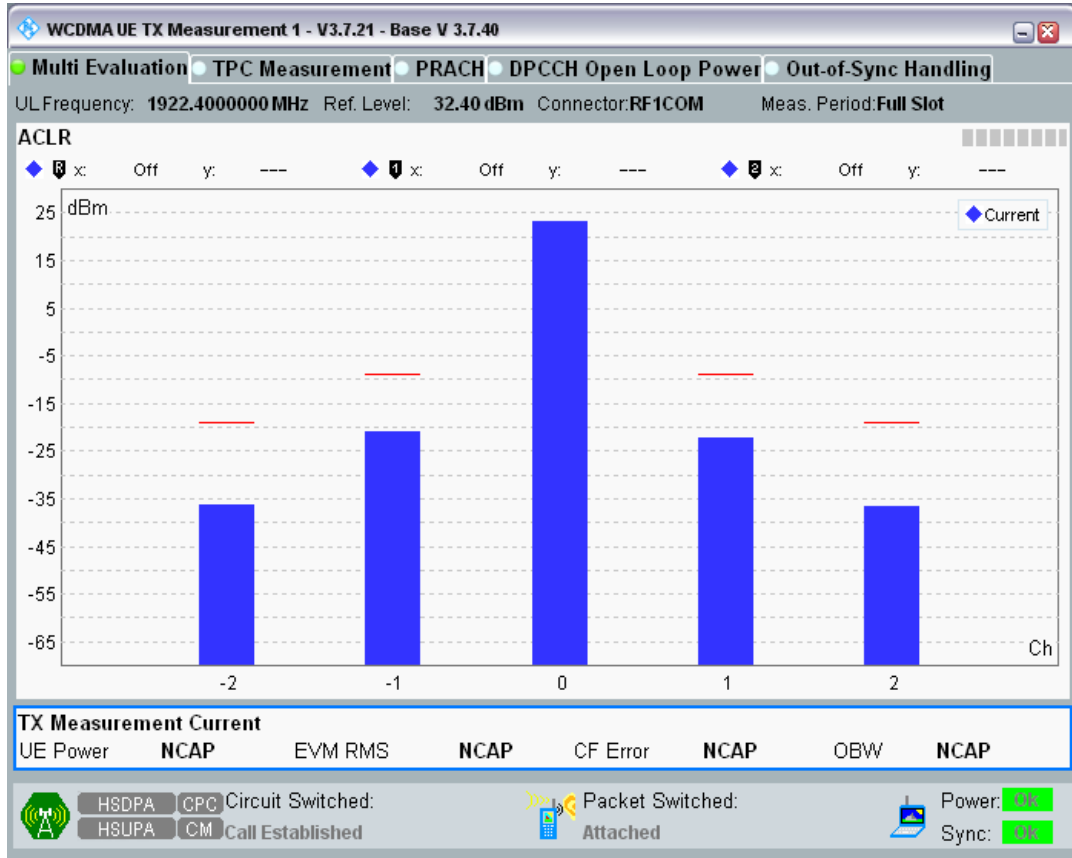 WCDMA UE TX Measurement 1 - V3.7.21 - Base V 3.7.40
Multi Evaluation TPC Measurement PRACH DPCCH Open Loop Power Out-of-Sync Handling
UL Frequency: 1922.4000000 MHz Ref. Level: 32.40 dBm Connector:RF1COM Meas. Period:Full Slot
ACLR
R x: Off y: --- 1 x: Off y: --- 2 x: Off y: ---
dBm
Current
25
15
5
-5
-15
-25
-35
-45
-55
-65
Ch
-2 -1 0 1 2
TX Measurement Current
UE Power NCAP EVM RMS NCAP CF Error NCAP OBW NCAP
HSDPA CPC Circuit Switched: Packet Switched: Power: Ok
HSUPA CM Call Established Attached Sync: Ok